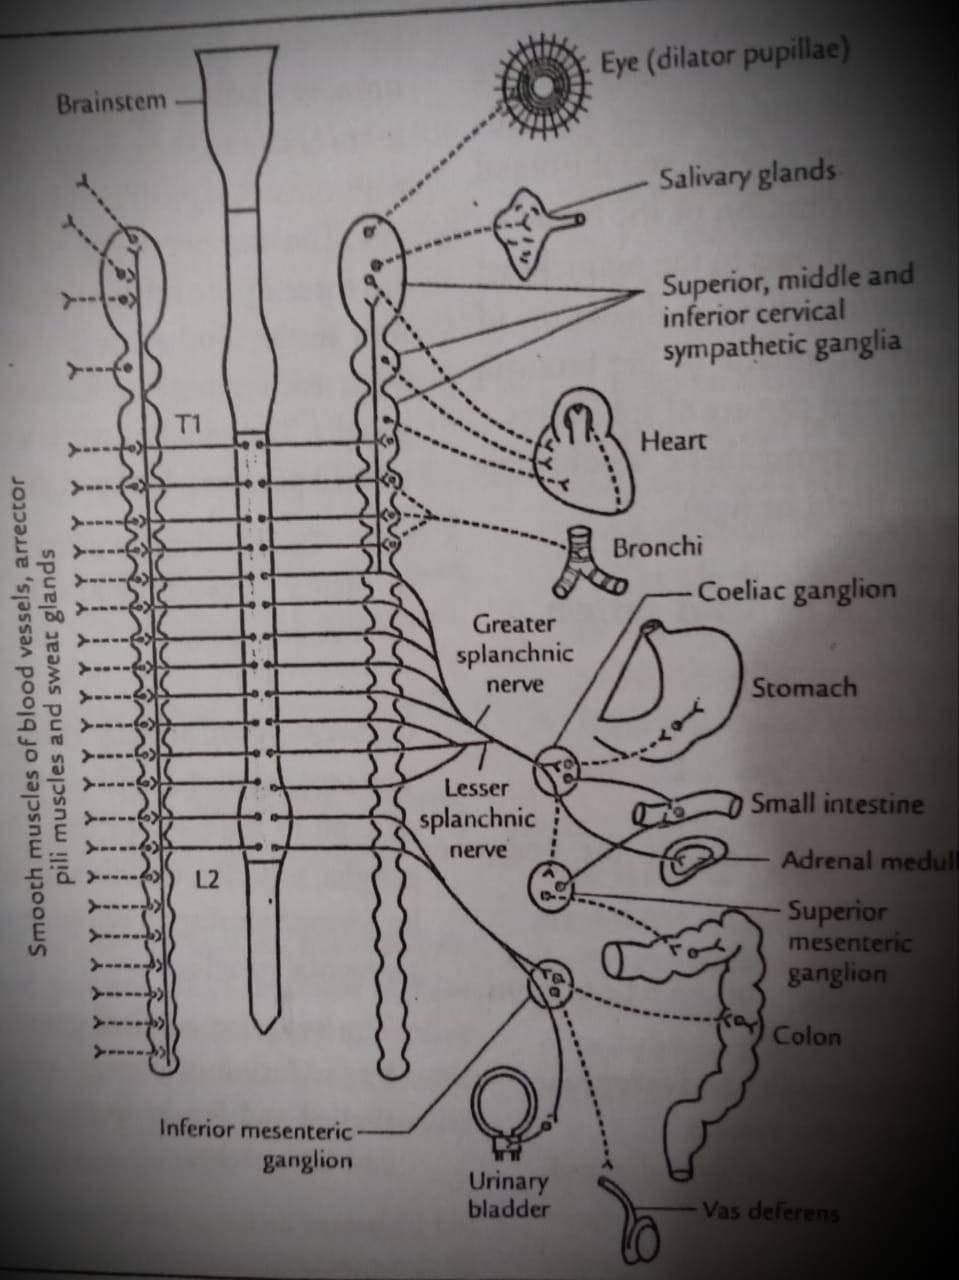 Eye (dilator pupillae)
Brainstem
Salivary glands
Superior, middle and
inferior cervical
sympathetic ganglia
T1
Heart
Bronchi
Coeliac ganglion
Greater
splanchnic
nerve
Stomach
Smooth muscles of blood vessels, arrector
pili muscles and sweat glands
Lesser
splanchnic
nerve
Small intestine
Adrenal medull
L2
Superior
mesenteric
ganglion
Colon
Inferior mesenteric
ganglion
Urinary
bladder
Vas deferens